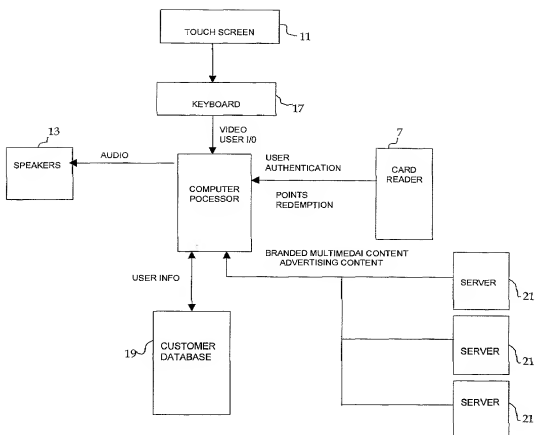 TOUCH SCREEN
11
KEYBOARD
17
VIDEO
USER I/0
13
SPEAKERS
AUDIO
COMPUTER
POCESSOR
USER
AUTHENTICATION
POINTS
REDEMPTION
7
CARD
READER
BRANDED MULTIMEDAI CONTENT
ADVERTISING CONTENT
USER INFO
SERVER
21
19
CUSTOMER
DATABASE
SERVER
21
SERVER
21